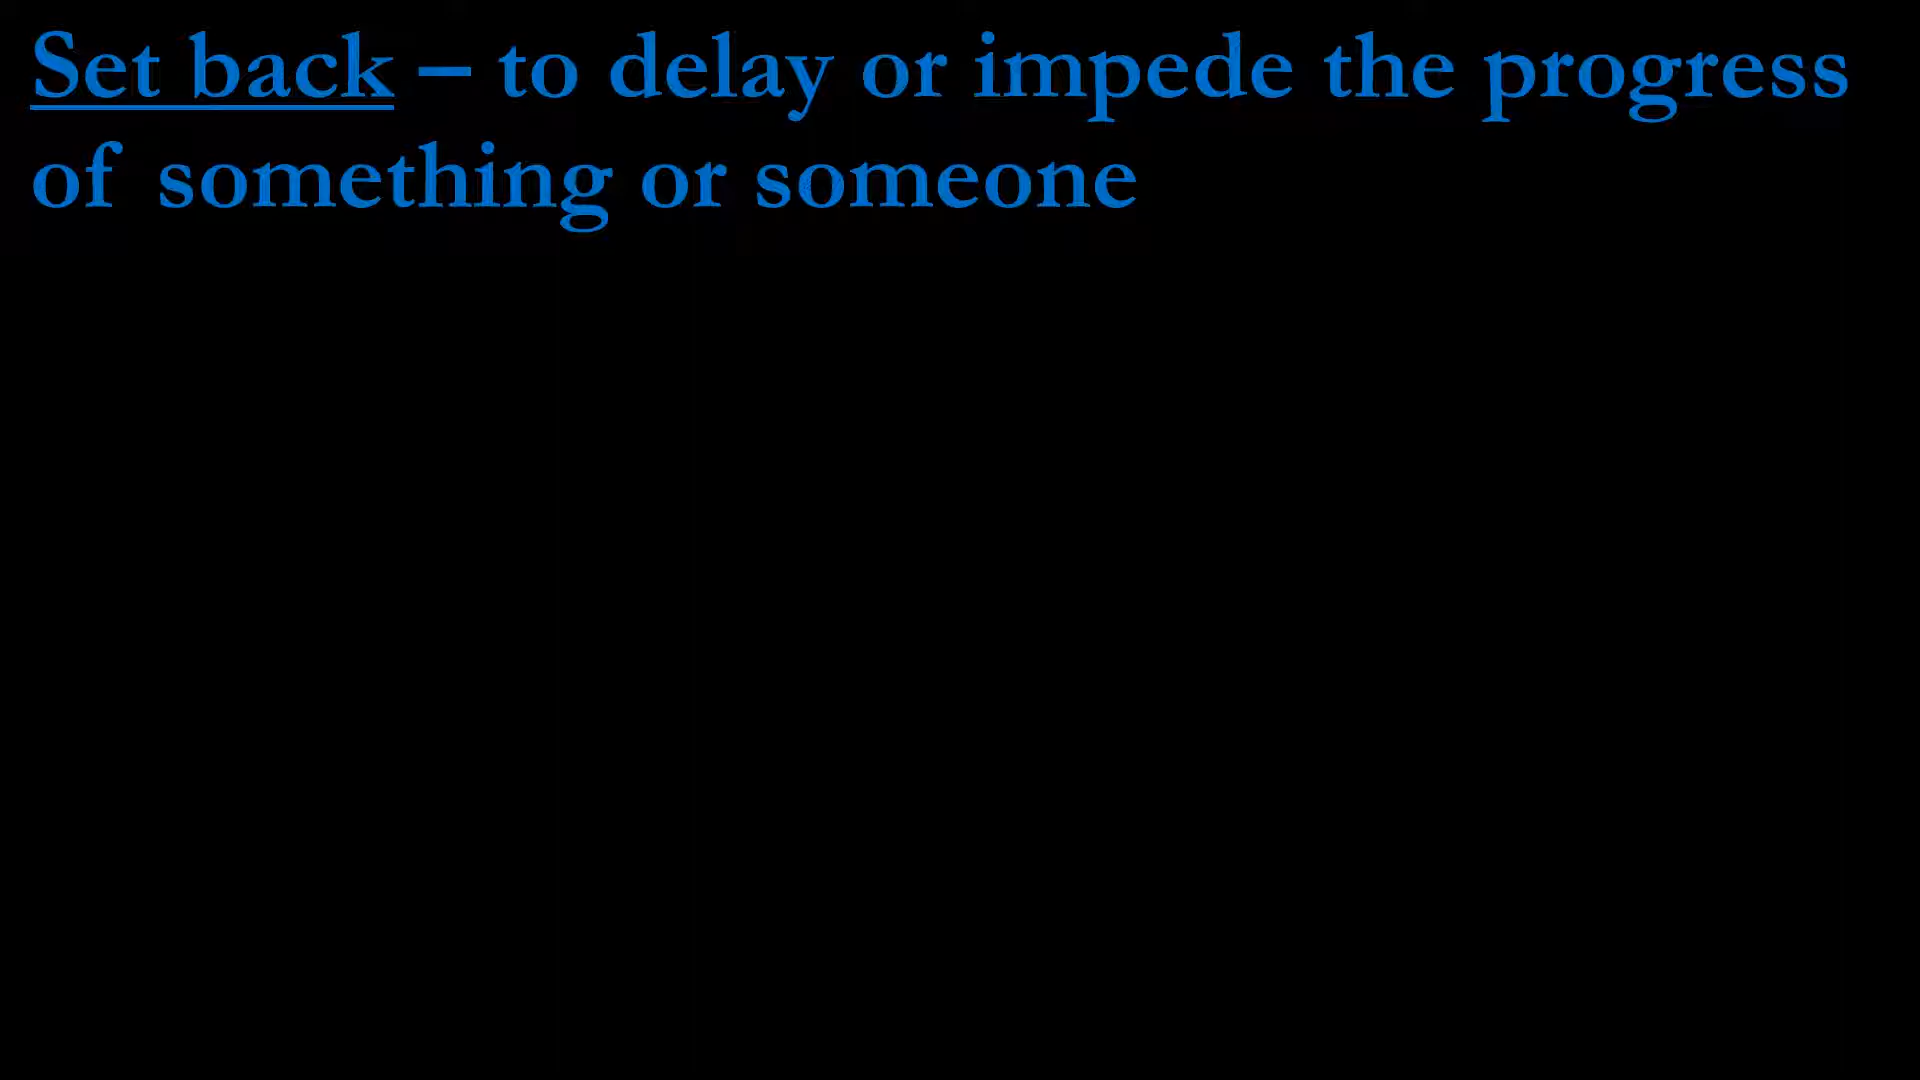 Set back – to delay or impede the progress
of something or someone